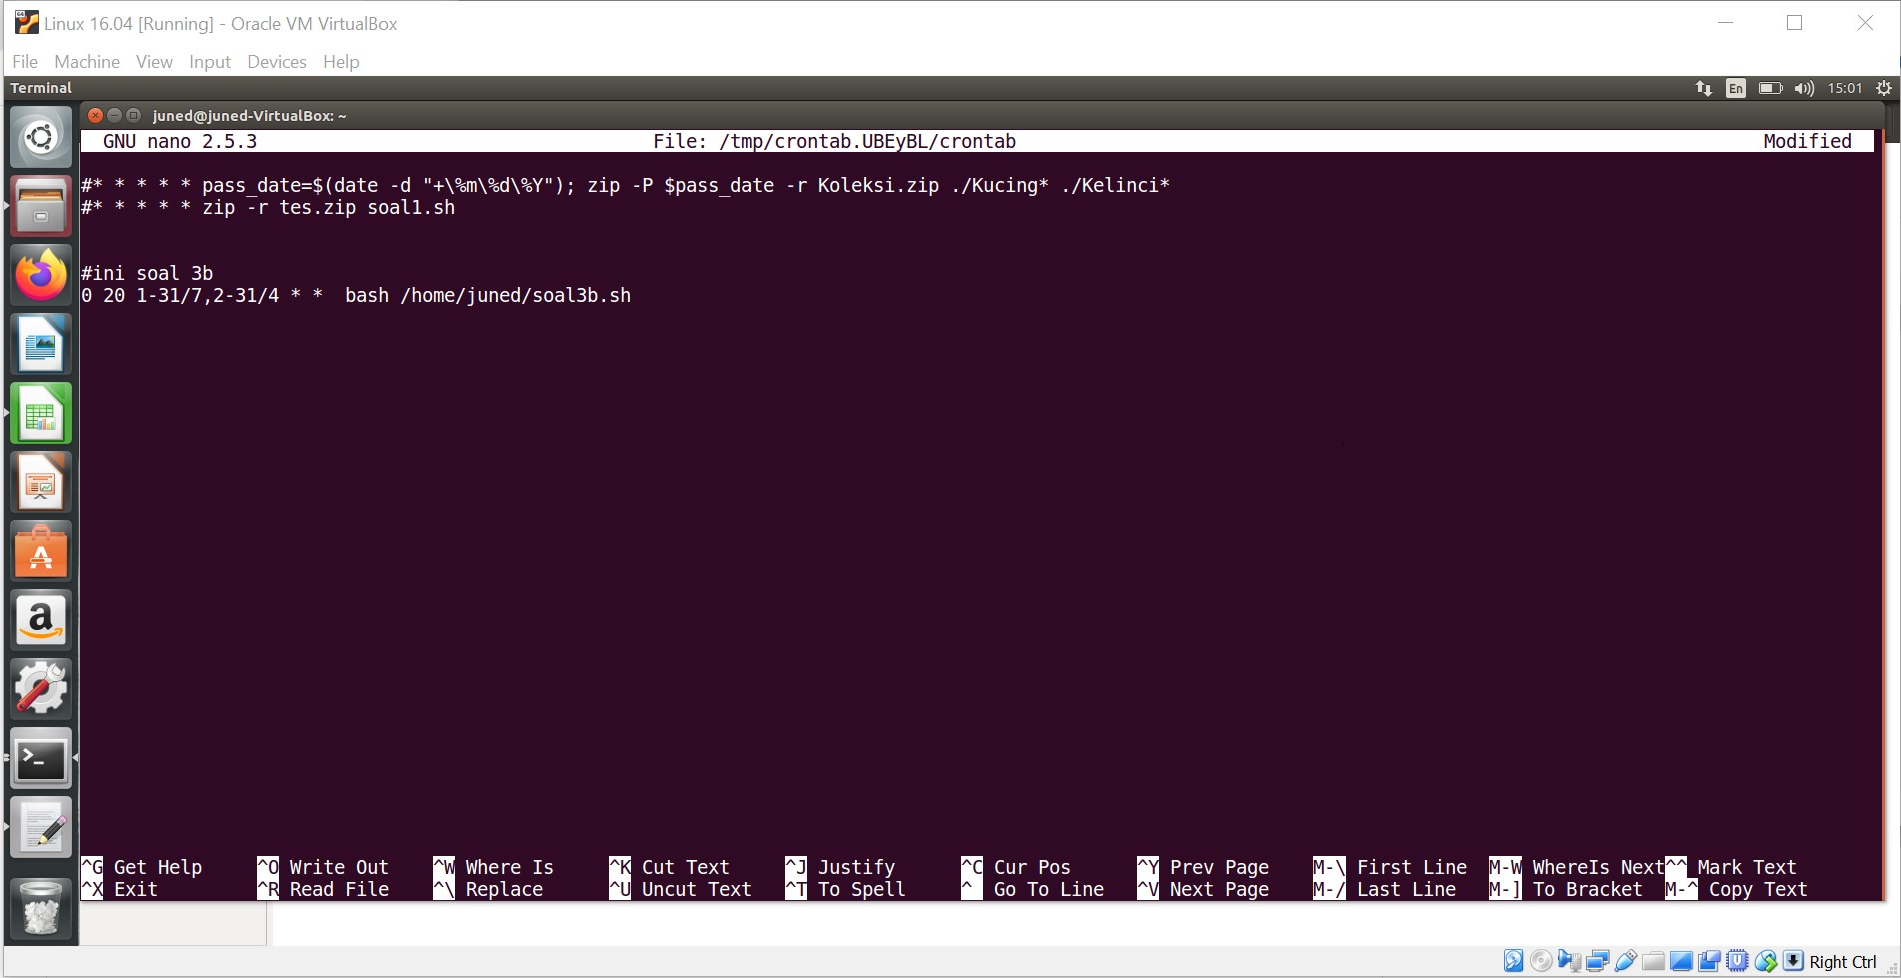 Linux 16.04 [Running] - Oracle VM VirtualBox
File Machine View Input Devices Help
Terminal En 15:01
juned@juned-VirtualBox: ~
GNU nano 2.5.3 File: /tmp/crontab.UBEyBL/crontab Modified
#* * * * * pass_date=$(date -d "+\%m\%d\%Y"); zip -P $pass_date -r Koleksi.zip ./Kucing* ./Kelinci*
#* * * * * zip -r tes.zip soal1.sh
#ini soal 3b
0 20 1-31/7,2-31/4 * *  bash /home/juned/soal3b.sh
^G Get Help ^O Write Out ^W Where Is ^K Cut Text ^J Justify ^C Cur Pos ^Y Prev Page M-\ First Line M-W WhereIs Next ^^ Mark Text
^X Exit ^R Read File ^\ Replace ^U Uncut Text ^T To Spell ^_ Go To Line ^V Next Page M-/ Last Line M-] To Bracket M-^ Copy Text
Right Ctrl